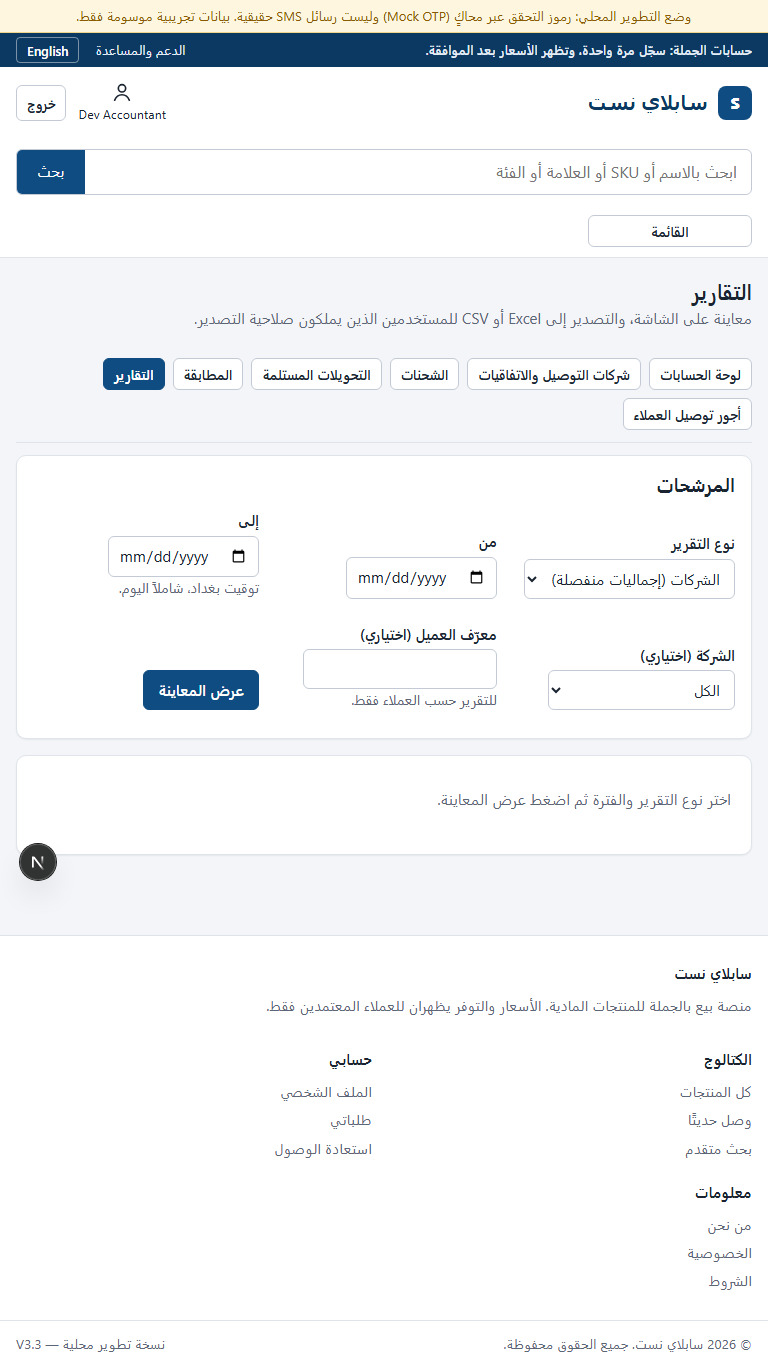 وضع التطوير المحلي: رموز التحقق عبر محاكٍ (Mock OTP) وليست رسائل SMS حقيقية. بيانات تجريبية موسومة فقط.
حسابات الجملة: سجّل مرة واحدة، وتظهر الأسعار بعد الموافقة.
الدعم والمساعدة
English
S
سابلاي نست
Dev Accountant
خروج
ابحث بالاسم أو SKU أو العلامة أو الفئة
بحث
القائمة
التقارير
معاينة على الشاشة، والتصدير إلى Excel أو CSV للمستخدمين الذين يملكون صلاحية التصدير.
لوحة الحسابات
شركات التوصيل والاتفاقيات
الشحنات
التحويلات المستلمة
المطابقة
التقارير
أجور توصيل العملاء
المرشحات
نوع التقرير
الشركات (إجماليات منفصلة)
من
mm/dd/yyyy
إلى
mm/dd/yyyy
توقيت بغداد، شاملاً اليوم.
الشركة (اختياري)
الكل
معرّف العميل (اختياري)
للتقرير حسب العملاء فقط.
عرض المعاينة
اختر نوع التقرير والفترة ثم اضغط عرض المعاينة.
N
سابلاي نست
منصة بيع بالجملة للمنتجات المادية. الأسعار والتوفر يظهران للعملاء المعتمدين فقط.
الكتالوج
كل المنتجات
وصل حديثًا
بحث متقدم
حسابي
الملف الشخصي
طلباتي
استعادة الوصول
معلومات
من نحن
الخصوصية
الشروط
© 2026 سابلاي نست. جميع الحقوق محفوظة.
نسخة تطوير محلية — V3.3